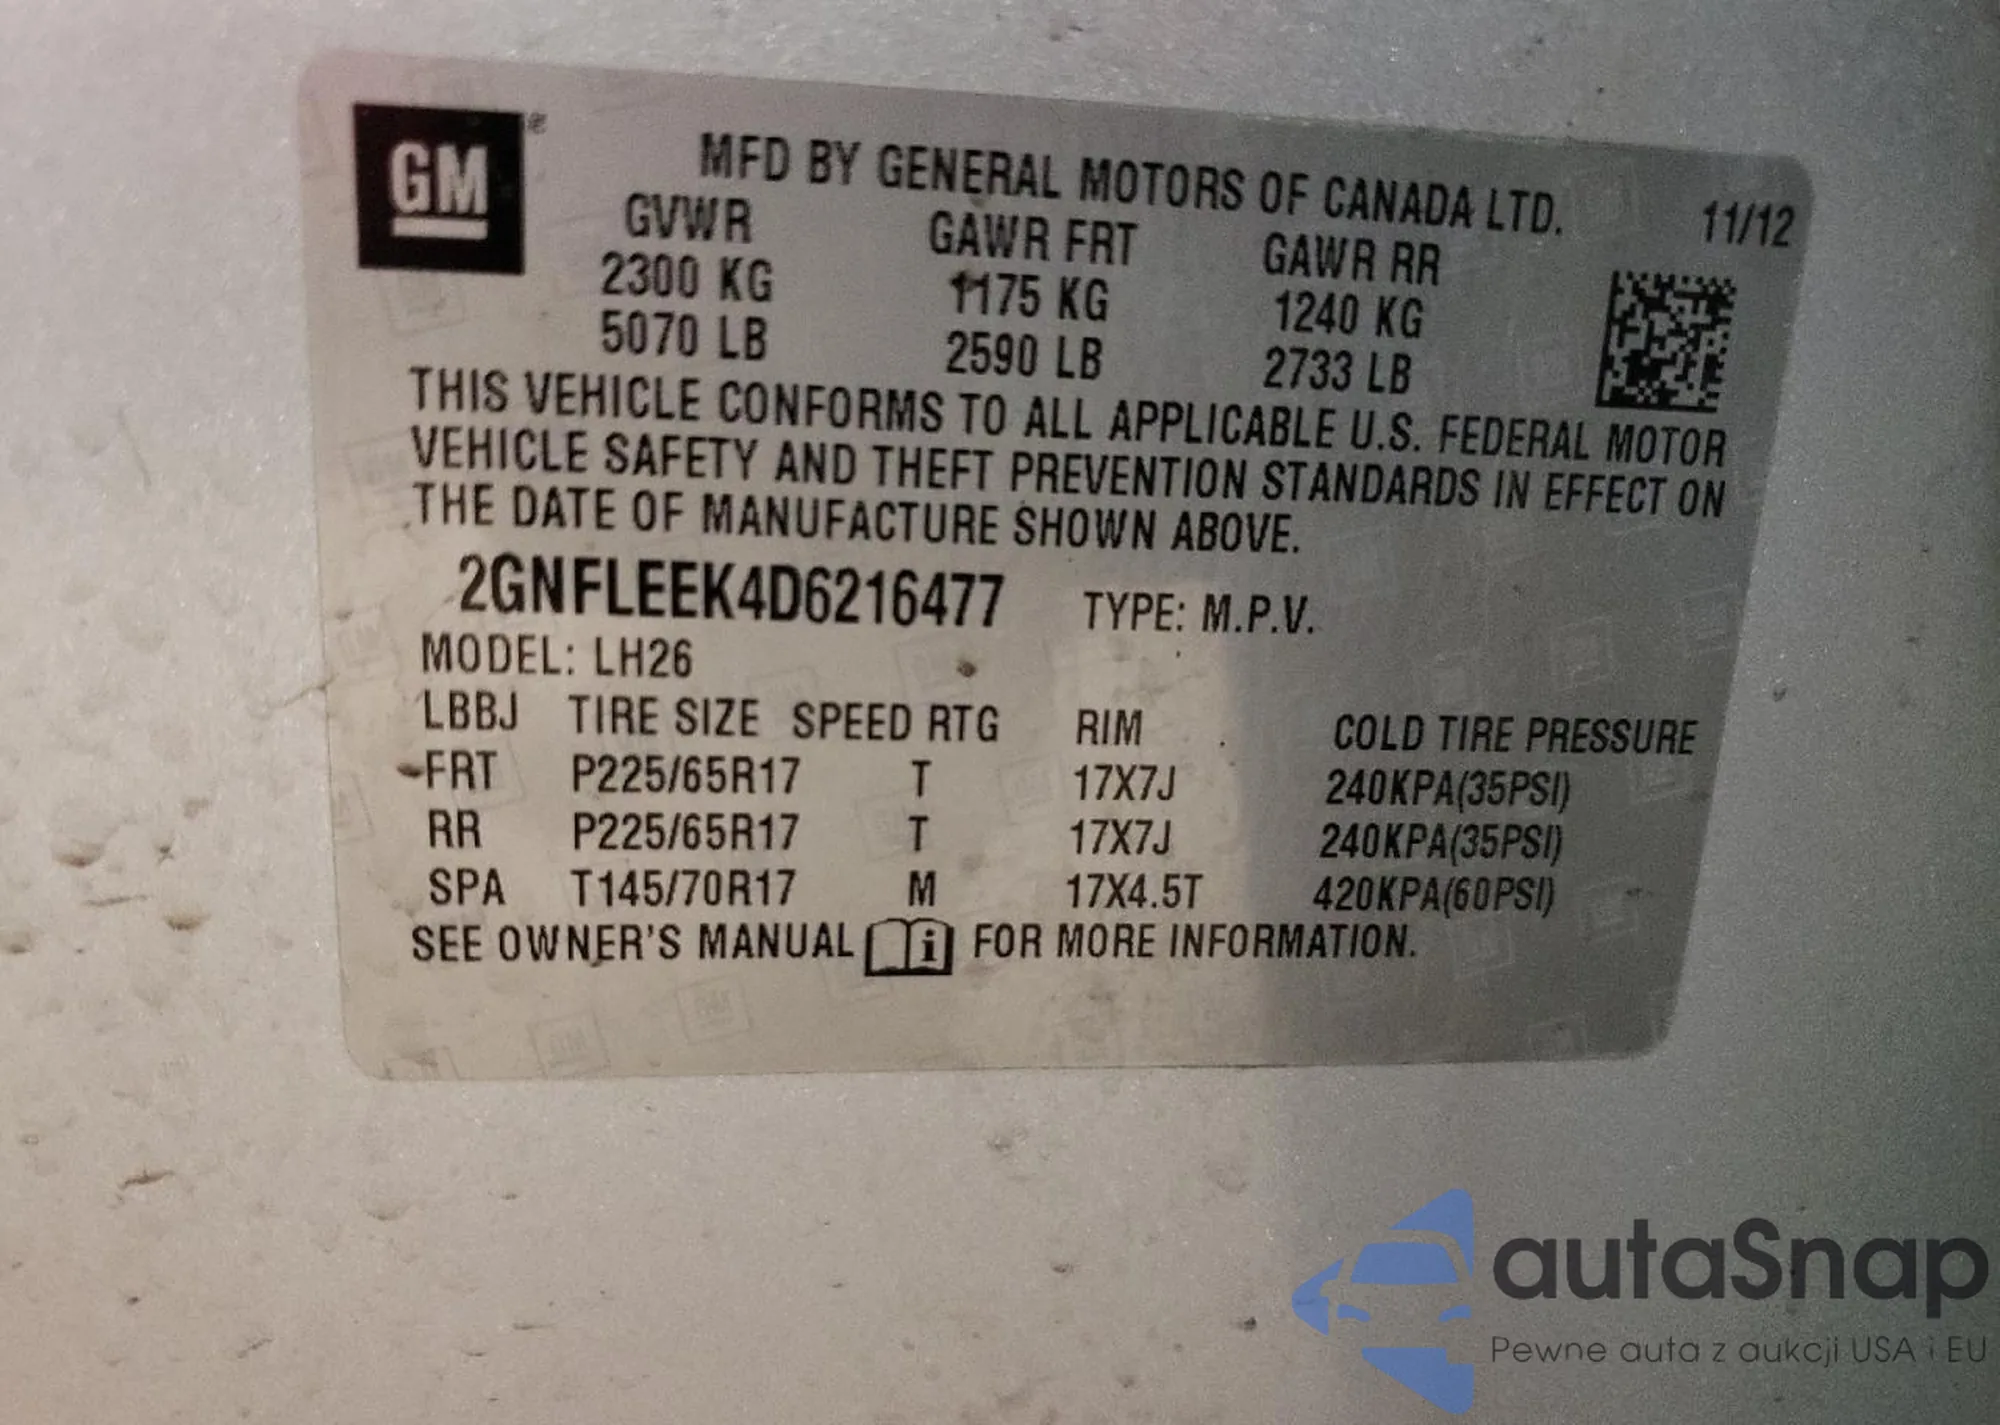 GM
MFD BY GENERAL MOTORS OF CANADA LTD.
11/12
GVWR GAWR FRT GAWR RR
2300 KG 1175 KG 1240 KG
5070 LB 2590 LB 2733 LB
THIS VEHICLE CONFORMS TO ALL APPLICABLE U.S. FEDERAL MOTOR
VEHICLE SAFETY AND THEFT PREVENTION STANDARDS IN EFFECT ON
THE DATE OF MANUFACTURE SHOWN ABOVE.
2GNFLEEK4D6216477 TYPE: M.P.V.
MODEL: LH26
LBBJ TIRE SIZE SPEED RTG RIM COLD TIRE PRESSURE
FRT P225/65R17 T 17X7J 240KPA(35PSI)
RR P225/65R17 T 17X7J 240KPA(35PSI)
SPA T145/70R17 M 17X4.5T 420KPA(60PSI)
SEE OWNER'S MANUAL i FOR MORE INFORMATION.
autaSnap
Pewne auta z aukcji USA i EU